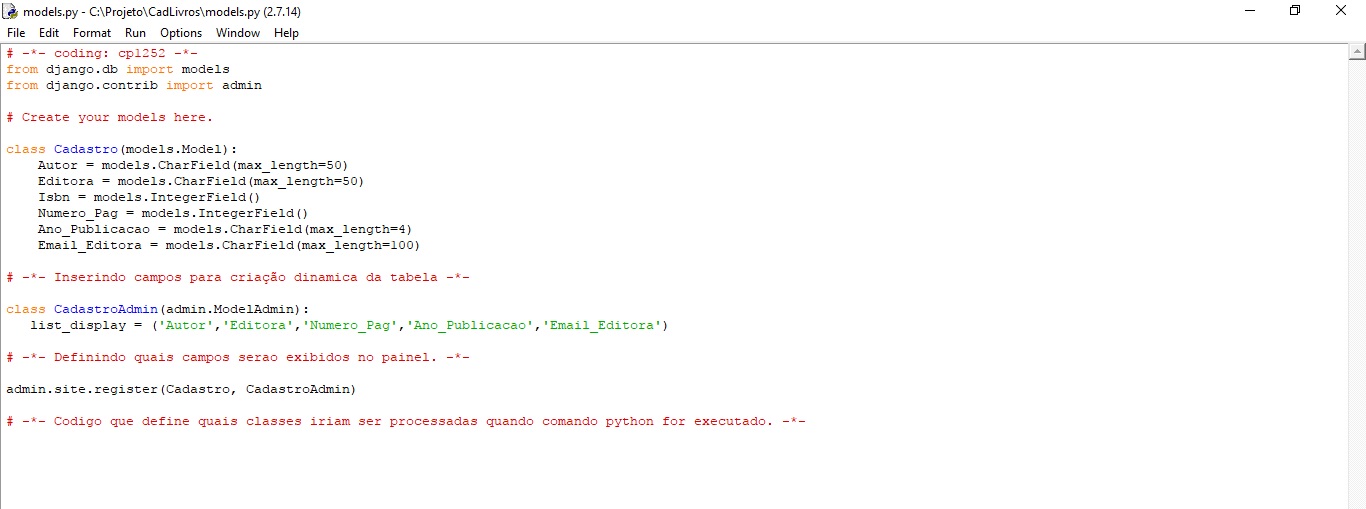 models.py - C:\Projeto\CadLivros\models.py (2.7.14)
File Edit Format Run Options Window Help
# -*- coding: cp1252 -*-
from django.db import models
from django.contrib import admin
# Create your models here.
class Cadastro(models.Model):
    Autor = models.CharField(max_length=50)
    Editora = models.CharField(max_length=50)
    Isbn = models.IntegerField()
    Numero_Pag = models.IntegerField()
    Ano_Publicacao = models.CharField(max_length=4)
    Email_Editora = models.CharField(max_length=100)
# -*- Inserindo campos para criação dinamica da tabela -*-
class CadastroAdmin(admin.ModelAdmin):
   list_display = ('Autor','Editora','Numero_Pag','Ano_Publicacao','Email_Editora')
# -*- Definindo quais campos serao exibidos no painel. -*-
admin.site.register(Cadastro, CadastroAdmin)
# -*- Codigo que define quais classes iriam ser processadas quando comando python for executado. -*-